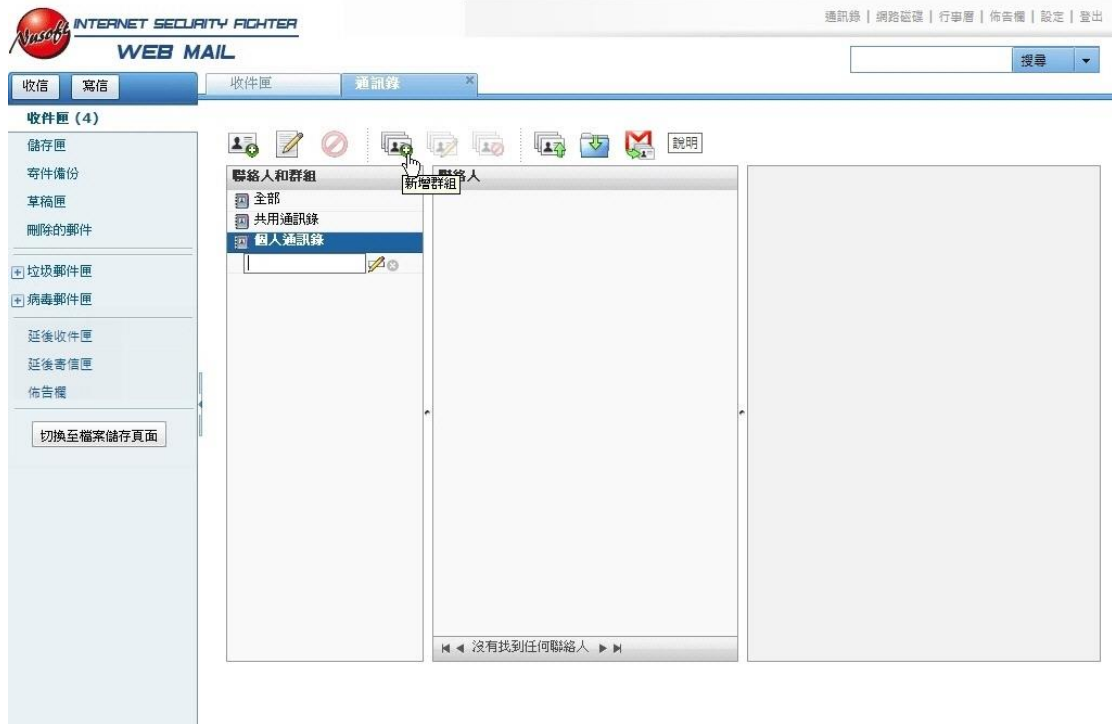 Nusoft INTERNET SECURITY FIGHTER
WEB MAIL
通訊錄 | 網路磁碟 | 行事曆 | 佈告欄 | 設定 | 登出
搜尋
收信 寫信
收件匣 通訊錄
收件匣 (4)
儲存匣
寄件備份
草稿匣
刪除的郵件
垃圾郵件匣
病毒郵件匣
延後收件匣
延後寄信匣
佈告欄
切換至檔案儲存頁面
說明
新增群組
聯絡人和群組
全部
共用通訊錄
個人通訊錄
聯絡人
沒有找到任何聯絡人